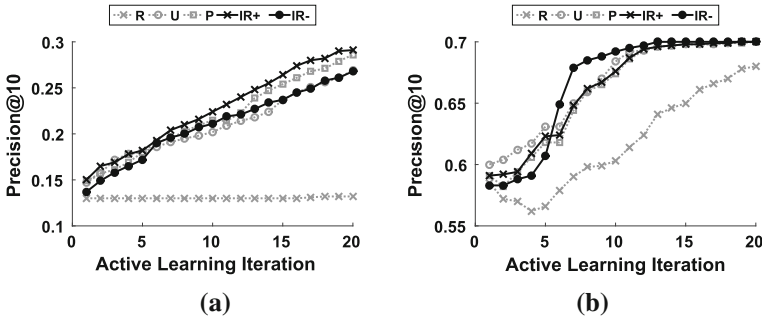 R U P IR+ IR-
0.3
0.25
0.2
0.15
0.1
0 5 10 15 20
Precision@10
Active Learning Iteration
(a)
R U P IR+ IR-
0.7
0.65
0.6
0.55
0 5 10 15 20
Precision@10
Active Learning Iteration
(b)